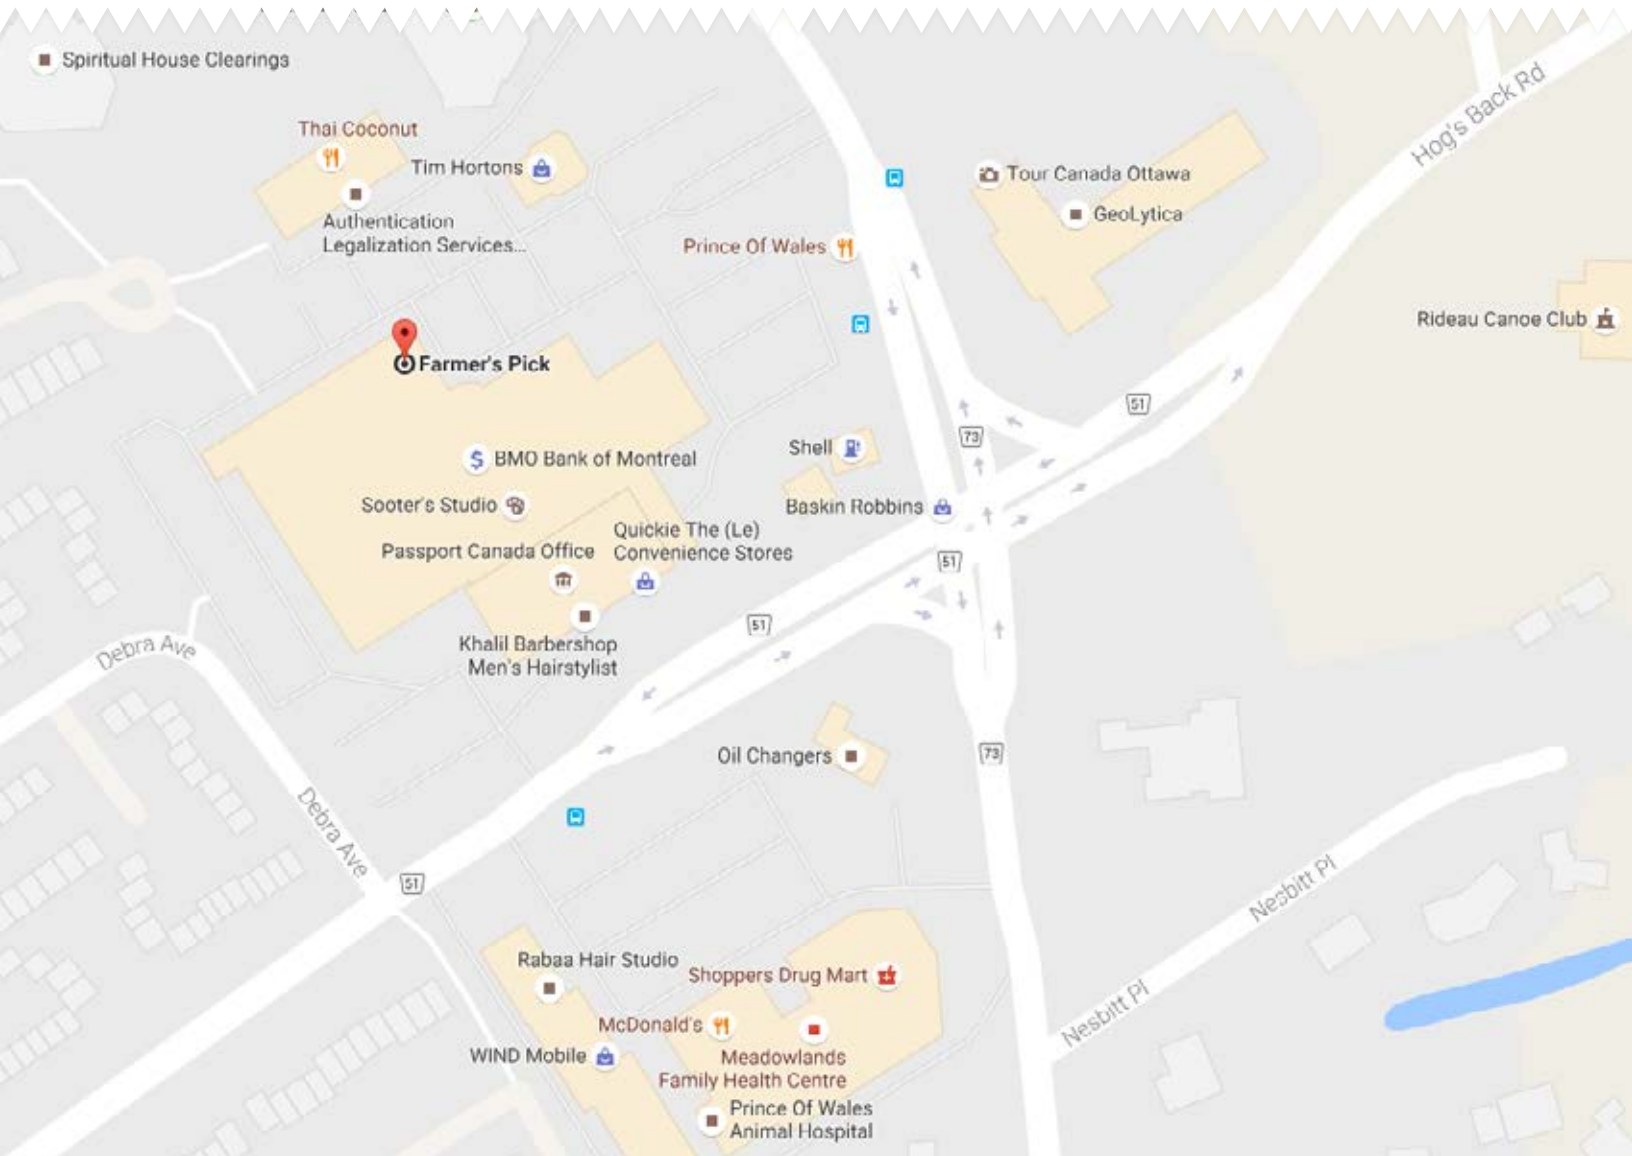 Spiritual House Clearings
Thai Coconut
Tim Hortons
Authentication
Legalization Services...
Tour Canada Ottawa
GeoLytica
Hog's Back Rd
Prince Of Wales
Rideau Canoe Club
Farmer's Pick
51
73
Shell
BMO Bank of Montreal
Sooter's Studio
Baskin Robbins
Quickie The (Le)
Convenience Stores
Passport Canada Office
51
51
Khalil Barbershop
Men's Hairstylist
Debra Ave
Oil Changers
73
Debra Ave
51
Nesbitt Pl
Rabaa Hair Studio
Shoppers Drug Mart
Nesbitt Pl
McDonald's
WIND Mobile
Meadowlands
Family Health Centre
Prince Of Wales
Animal Hospital